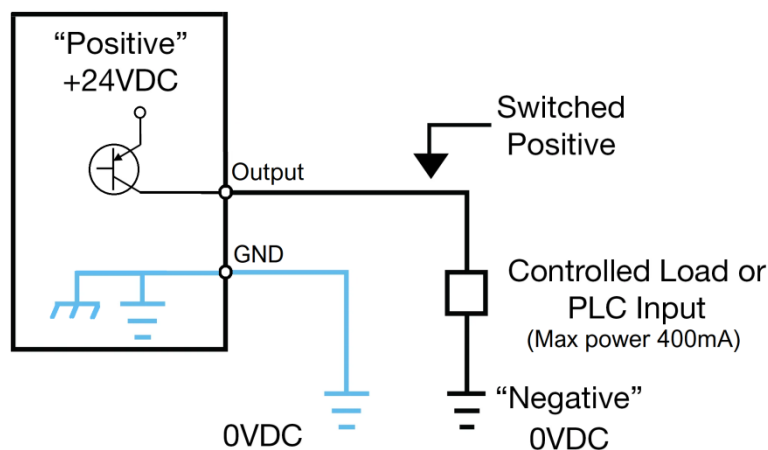 “Positive”
+24VDC
Switched
Positive
Output
GND
Controlled Load or
PLC Input
(Max power 400mA)
“Negative”
0VDC
0VDC